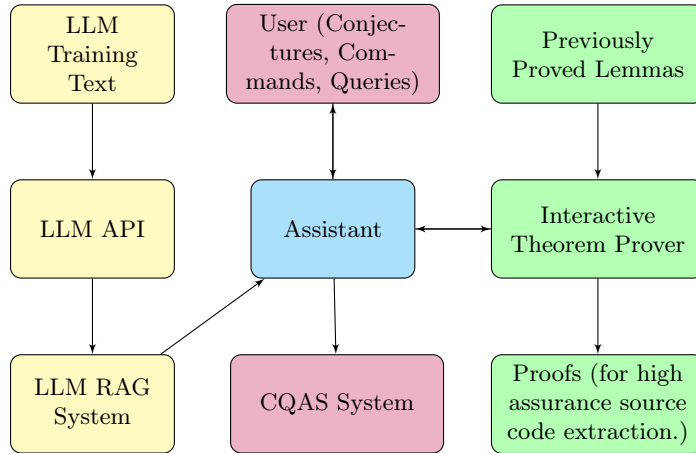 LLM
Training
Text
User (Conjec-
tures, Com-
mands, Queries)
Previously
Proved Lemmas
LLM API
Assistant
Interactive
Theorem Prover
LLM RAG
System
CQAS System
Proofs (for high
assurance source
code extraction.)